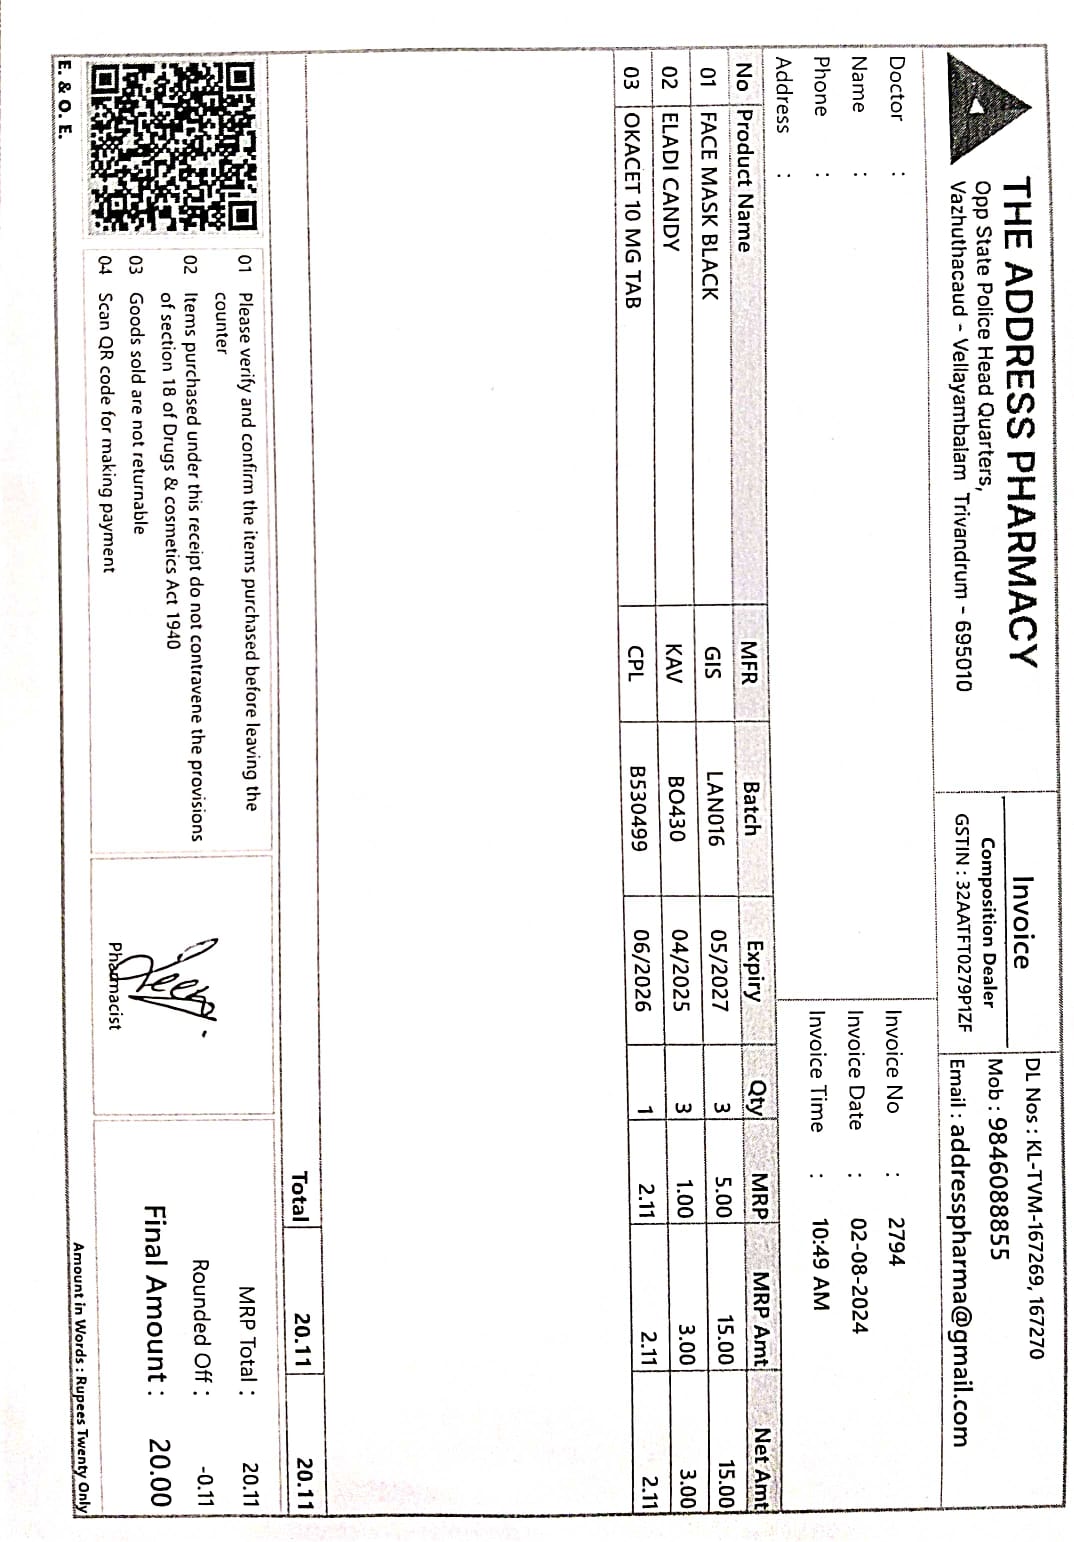 THE ADDRESS PHARMACY
Opp State Police Head Quarters,
Vazhuthacaud - Vellayambalam Trivandrum - 695010
Invoice
Composition Dealer
GSTIN : 32AATFT0279P1ZF
DL Nos : KL-TVM-167269, 167270
Mob : 9846088855
Email : addresspharma@gmail.com
Doctor :
Name :
Phone :
Address :
Invoice No : 2794
Invoice Date : 02-08-2024
Invoice Time : 10:49 AM
No Product Name MFR Batch Expiry Qty MRP MRP Amt Net Amt
01 FACE MASK BLACK GIS LAN016 05/2027 3 5.00 15.00 15.00
02 ELADI CANDY KAV BO430 04/2025 3 1.00 3.00 3.00
03 OKACET 10 MG TAB CPL B530499 06/2026 1 2.11 2.11 2.11
Total 20.11 20.11
01 Please verify and confirm the items purchased before leaving the
counter
02 Items purchased under this receipt do not contravene the provisions
of section 18 of Drugs & cosmetics Act 1940
03 Goods sold are not returnable
04 Scan QR code for making payment
Pharmacist
MRP Total : 20.11
Rounded Off : -0.11
Final Amount : 20.00
E. & O. E.
Amount in Words : Rupees Twenty Only